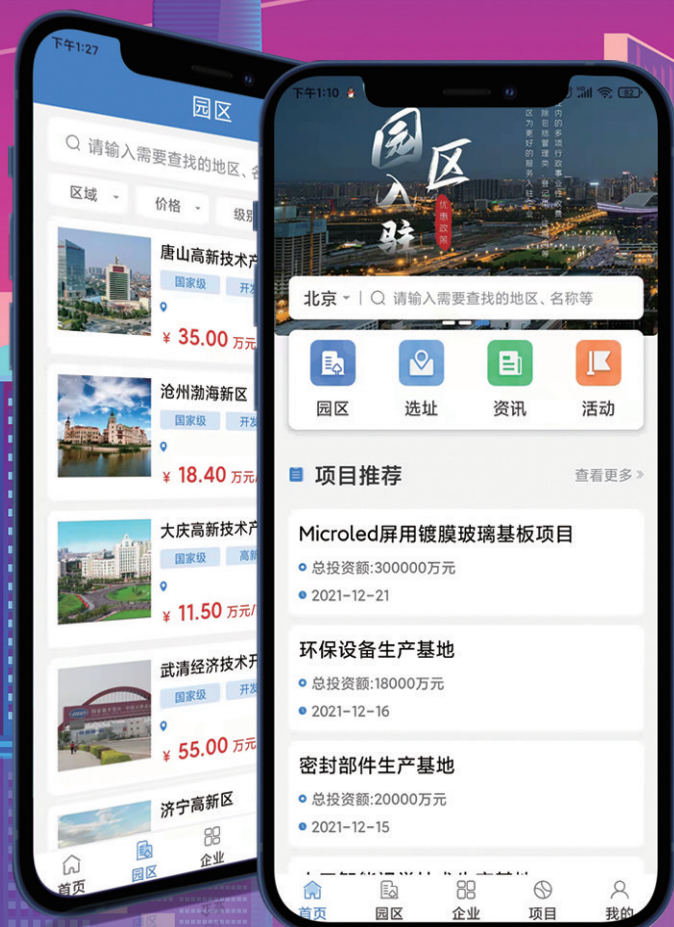 下午1:27
园区
请输入需要查找的地区、
区域
价格
级别
唐山高新技术产
国家级
开发
¥ 35.00 万元
沧州渤海新区
国家级
开发
¥ 18.40 万元/
大庆高新技术产
国家级
高新
¥ 11.50 万元/
武清经济技术开
国家级
开发
¥ 55.00 万元
济宁高新区
首页
园区
企业
下午1:10
82
园区
入驻
优惠政策
北京
请输入需要查找的地区、名称等
园区
选址
资讯
活动
项目推荐
查看更多
Microled屏用镀膜玻璃基板项目
总投资额:300000万元
2021-12-21
环保设备生产基地
总投资额:18000万元
2021-12-16
密封部件生产基地
总投资额:20000万元
2021-12-15
首页
园区
企业
项目
我的